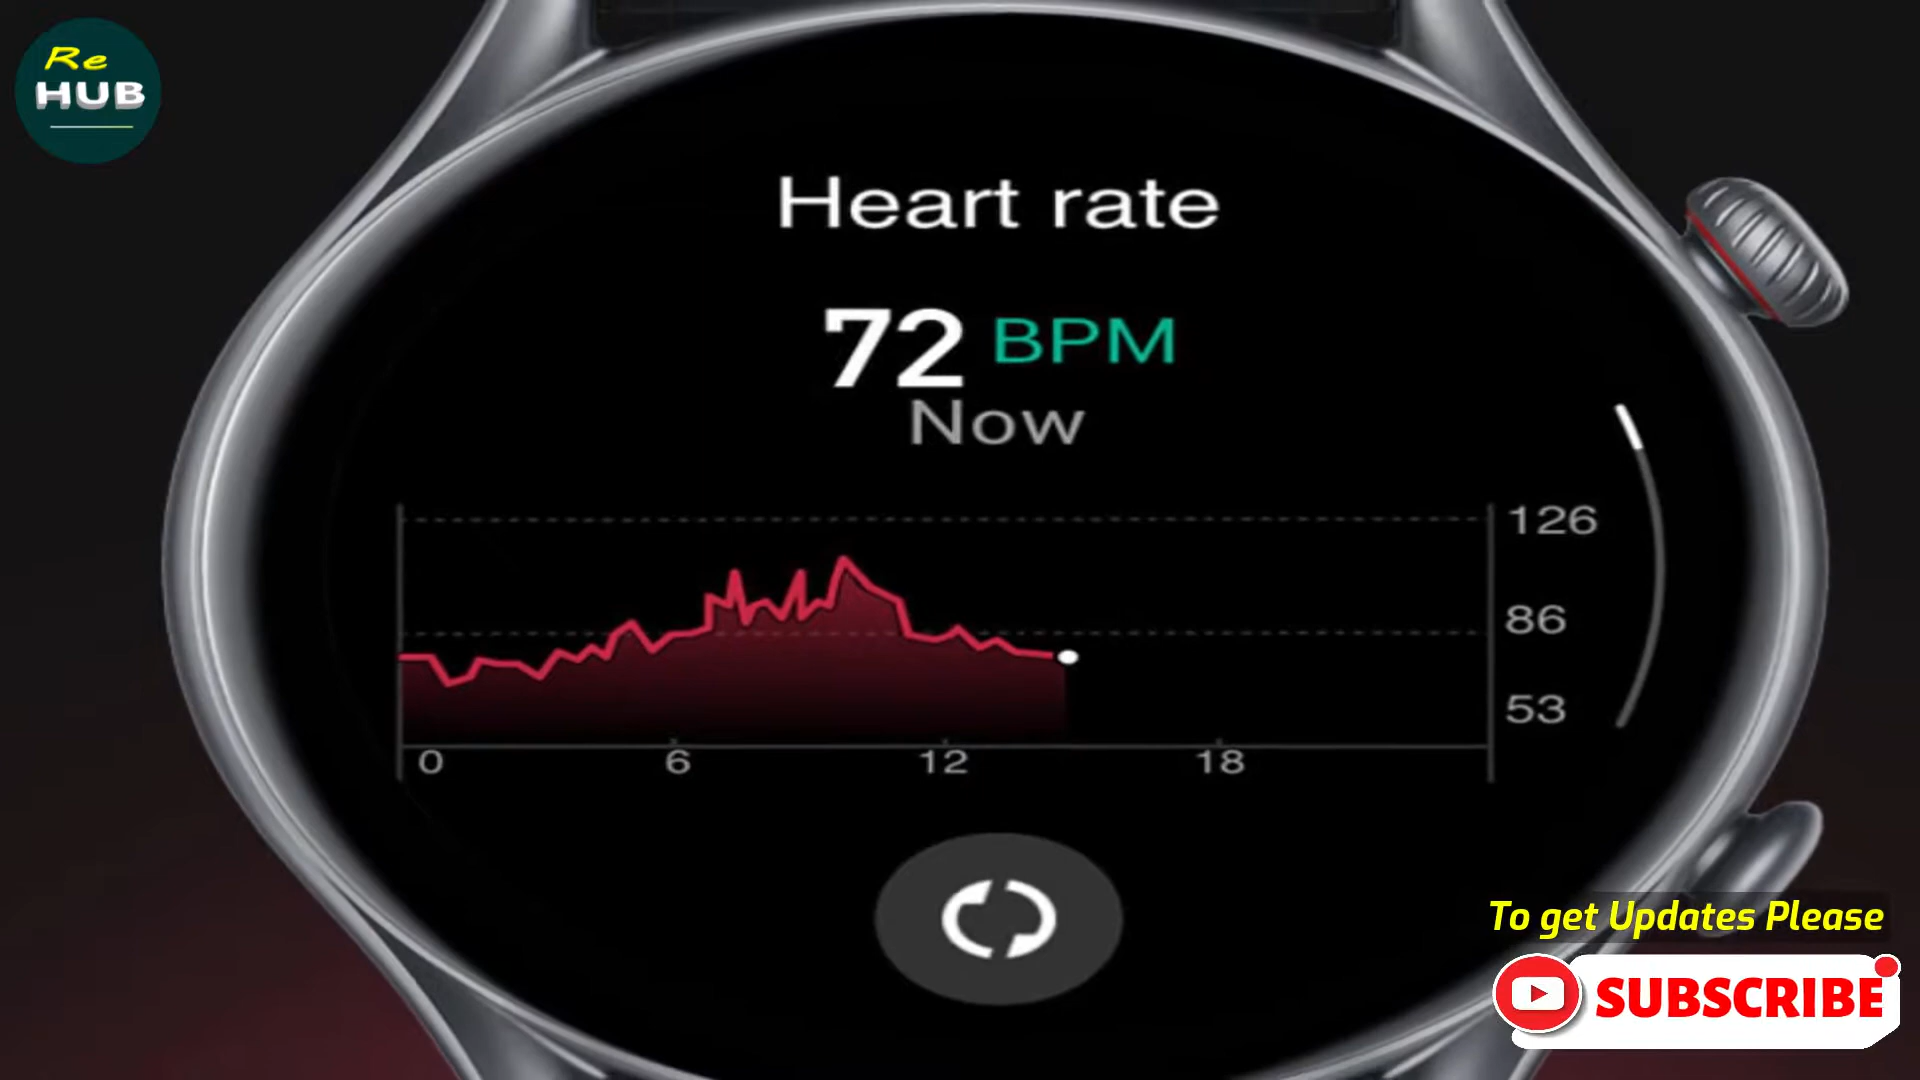 Re
HUB
Heart rate
72 BPM
Now
126
86
53
0 6 12 18
To get Updates Please
SUBSCRIBE